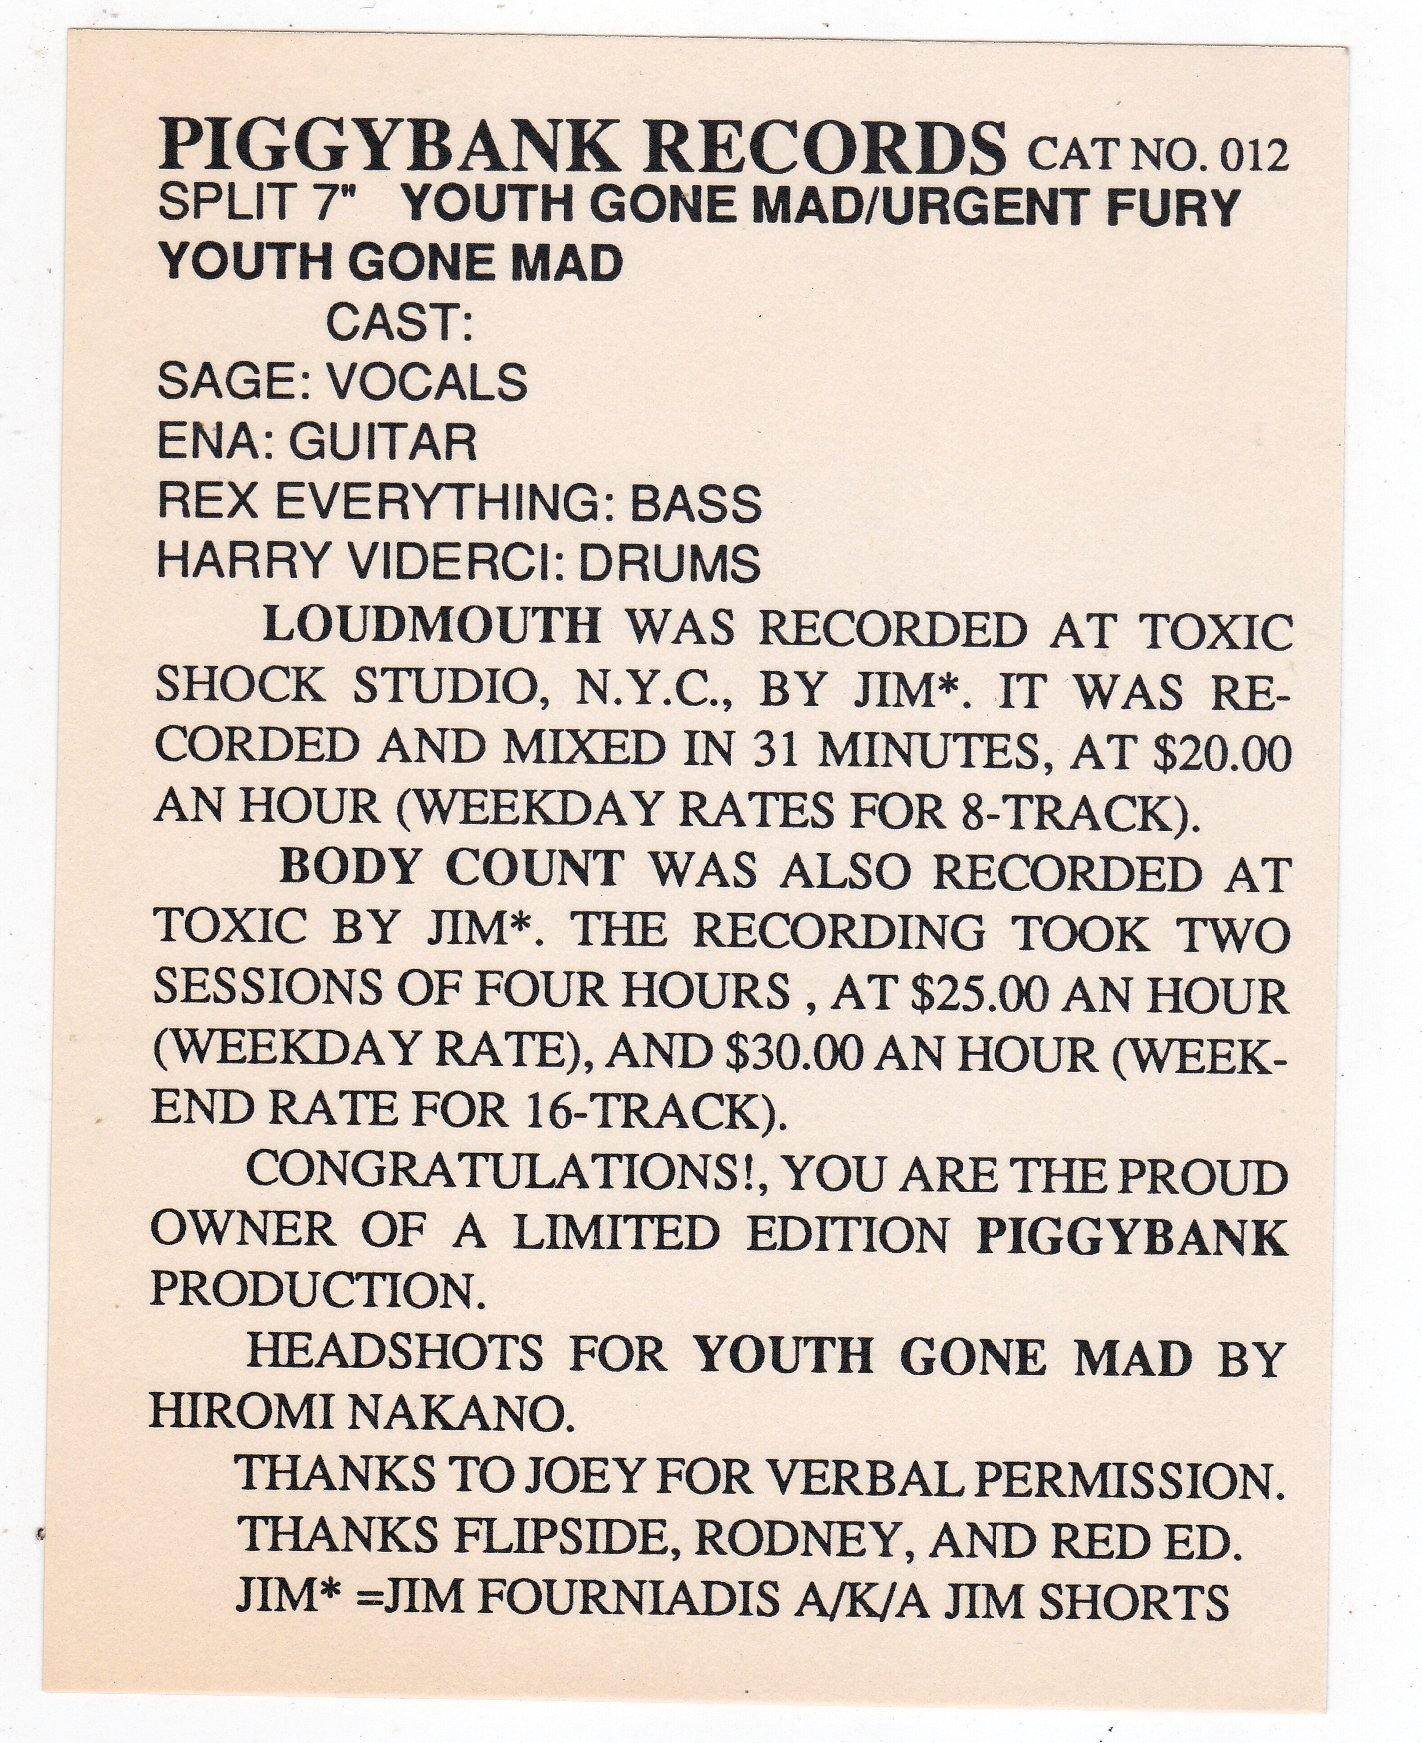 PIGGYBANK RECORDS CAT NO. 012
SPLIT 7" YOUTH GONE MAD/URGENT FURY
YOUTH GONE MAD
CAST:
SAGE: VOCALS
ENA: GUITAR
REX EVERYTHING: BASS
HARRY VIDERCI: DRUMS
LOUDMOUTH WAS RECORDED AT TOXIC
SHOCK STUDIO, N.Y.C., BY JIM*. IT WAS RE-
CORDED AND MIXED IN 31 MINUTES, AT $20.00
AN HOUR (WEEKDAY RATES FOR 8-TRACK).
BODY COUNT WAS ALSO RECORDED AT
TOXIC BY JIM*. THE RECORDING TOOK TWO
SESSIONS OF FOUR HOURS , AT $25.00 AN HOUR
(WEEKDAY RATE), AND $30.00 AN HOUR (WEEK-
END RATE FOR 16-TRACK).
CONGRATULATIONS!, YOU ARE THE PROUD
OWNER OF A LIMITED EDITION PIGGYBANK
PRODUCTION.
HEADSHOTS FOR YOUTH GONE MAD BY
HIROMI NAKANO.
THANKS TO JOEY FOR VERBAL PERMISSION.
THANKS FLIPSIDE, RODNEY, AND RED ED.
JIM* =JIM FOURNIADIS A/K/A JIM SHORTS